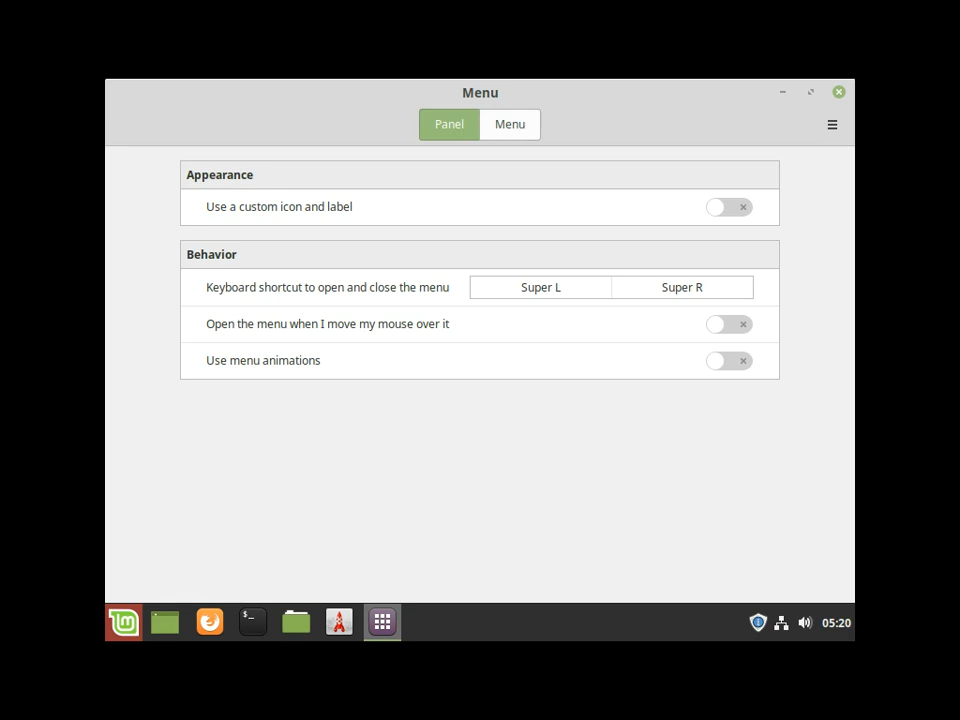 Menu
Panel
Menu
Appearance
Use a custom icon and label
Behavior
Keyboard shortcut to open and close the menu
Super L
Super R
Open the menu when I move my mouse over it
Use menu animations
$_
05:20